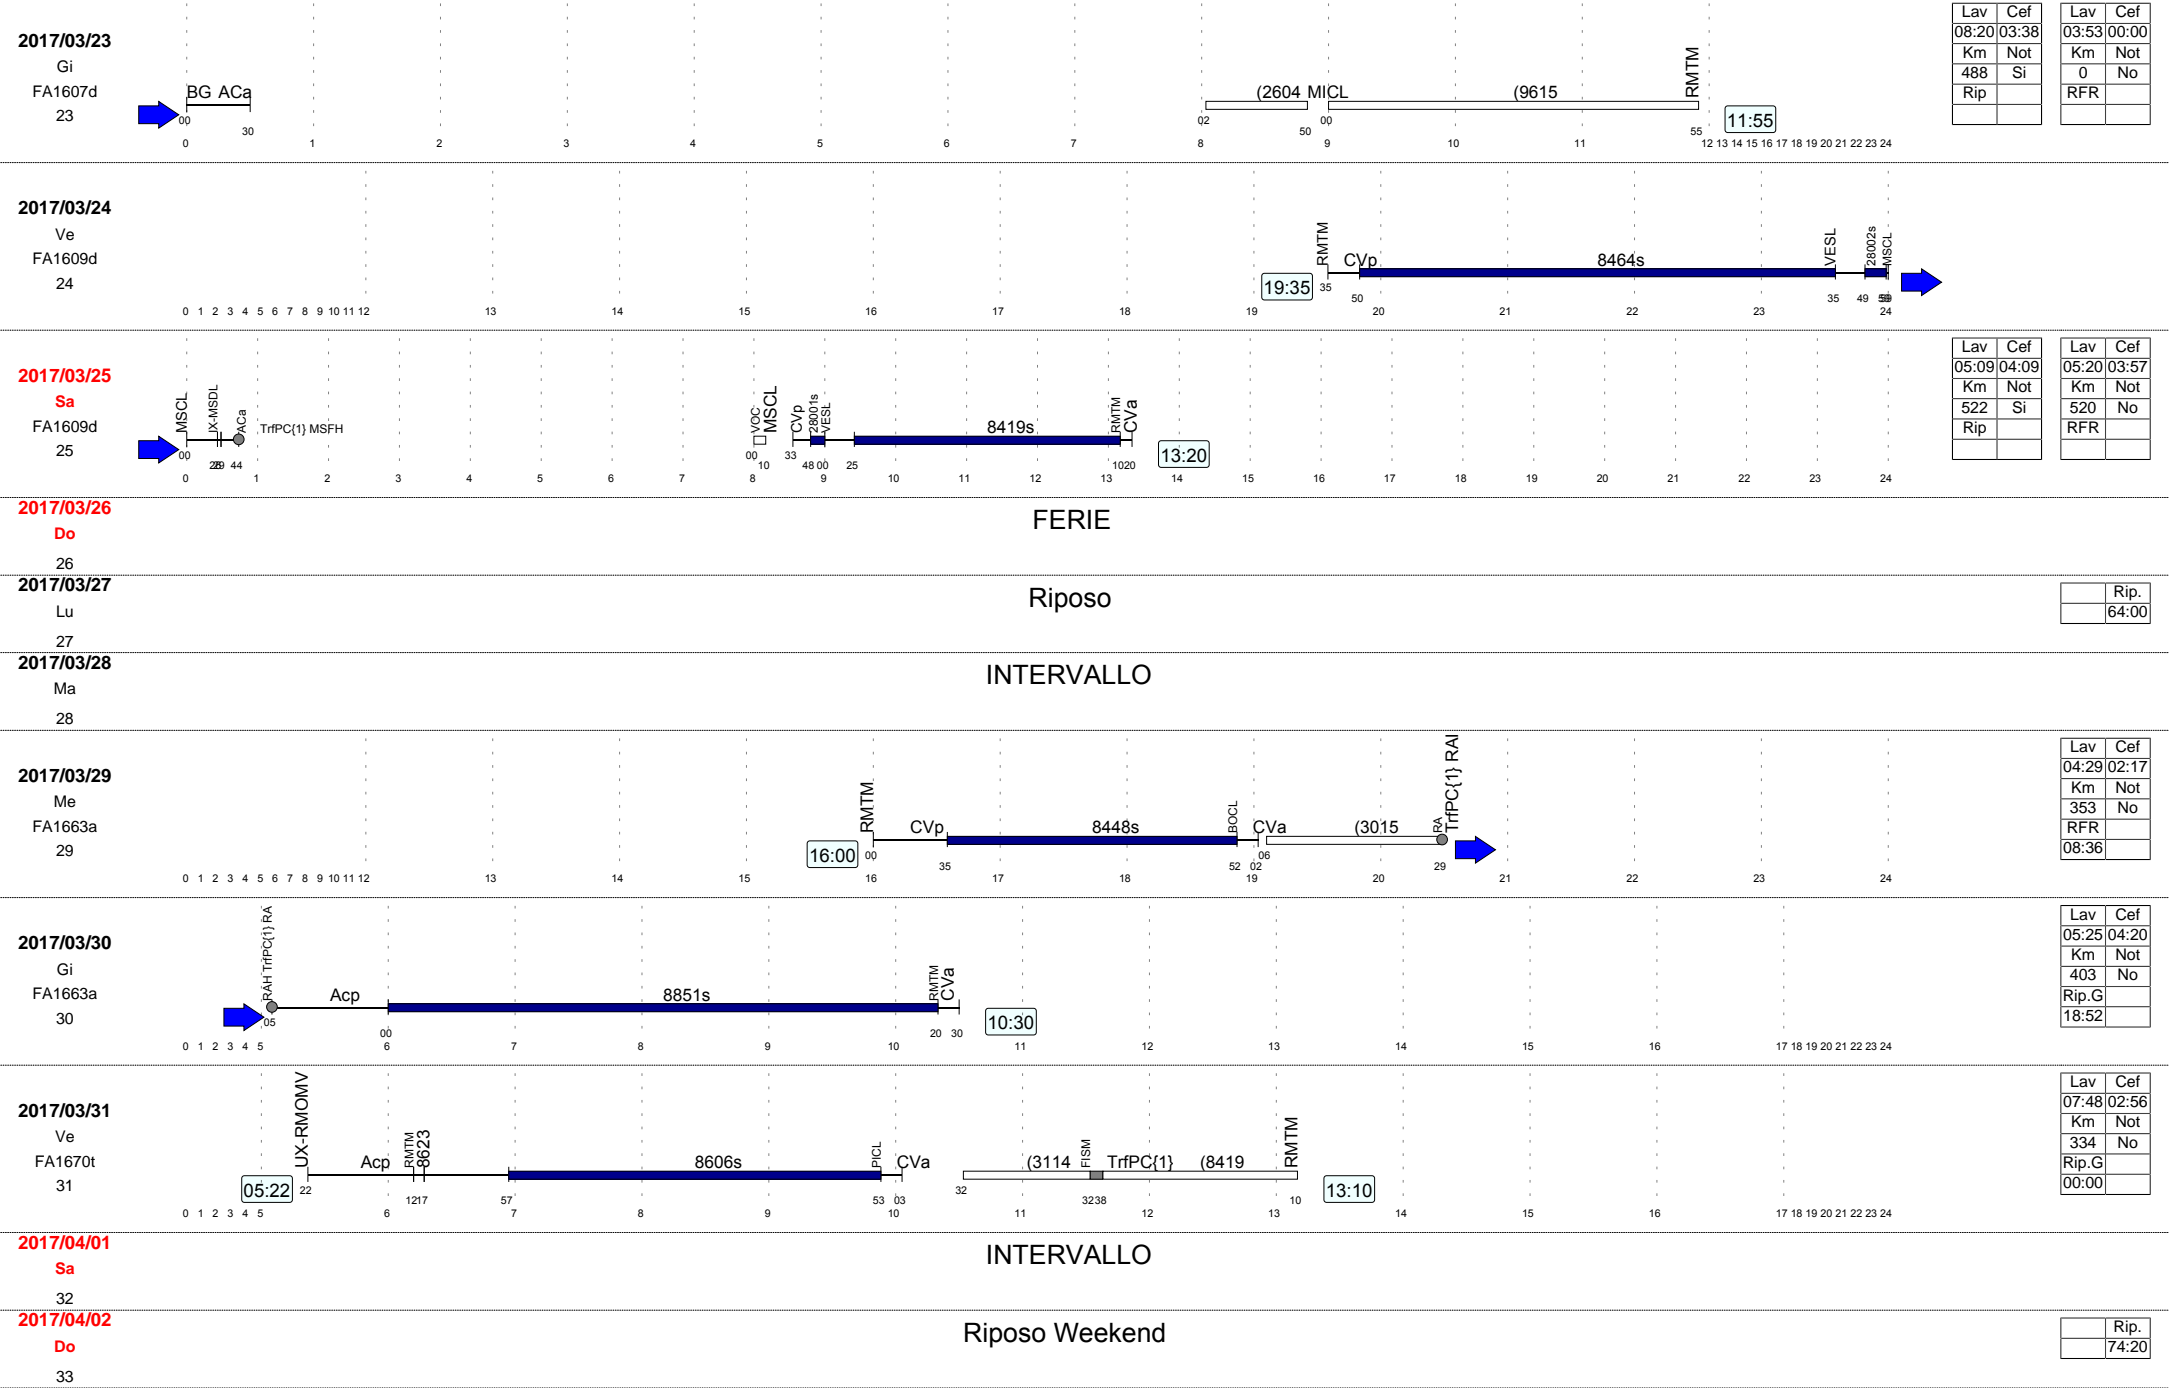 2017/03/23
Gi
FA1607d
23
BG ACa
00
30
(2604 MICL
(9615
RMTM
02
50
00
55
11:55
0 1 2 3 4 5 6 7 8 9 10 11 12 13 14 15 16 17 18 19 20 21 22 23 24
Lav Cef Lav Cef
08:20 03:38 03:53 00:00
Km Not Km Not
488 Si 0 No
Rip RFR
2017/03/24
Ve
FA1609d
24
19:35
RMTM
CVp
8464s
VESL
28002s
MSCL
35
50
35
49
59
0 1 2 3 4 5 6 7 8 9 10 11 12 13 14 15 16 17 18 19 20 21 22 23 24
2017/03/25
Sa
FA1609d
25
MSCL
UX-MSDL
ACa
TrfPC{1} MSFH
VOC
MSCL
CVp
28001s
VESL
8419s
RMTM
CVa
00
29
44
00
10
33
48 00
25
1020
13:20
0 1 2 3 4 5 6 7 8 9 10 11 12 13 14 15 16 17 18 19 20 21 22 23 24
Lav Cef Lav Cef
05:09 04:09 05:20 03:57
Km Not Km Not
522 Si 520 No
Rip RFR
2017/03/26
Do
26
FERIE
2017/03/27
Lu
27
Riposo
Rip.
64:00
2017/03/28
Ma
28
INTERVALLO
2017/03/29
Me
FA1663a
29
16:00
RMTM
CVp
8448s
BOCL
CVa
(3015
RA
TrfPC{1} RAI
00
35
52
02
06
29
0 1 2 3 4 5 6 7 8 9 10 11 12 13 14 15 16 17 18 19 20 21 22 23 24
Lav Cef
04:29 02:17
Km Not
353 No
RFR
08:36
2017/03/30
Gi
FA1663a
30
RAH TrfPC{1} RA
Acp
8851s
RMTM
CVa
05
00
20
30
10:30
0 1 2 3 4 5 6 7 8 9 10 11 12 13 14 15 16 17 18 19 20 21 22 23 24
Lav Cef
05:25 04:20
Km Not
403 No
Rip.G
18:52
2017/03/31
Ve
FA1670t
31
05:22
UX-RMOMV
Acp
RMTM
8623
8606s
PICL
CVa
(3114
FISM
TrfPC{1}
(8419
RMTM
22
1217
57
53
03
32
3238
10
13:10
0 1 2 3 4 5 6 7 8 9 10 11 12 13 14 15 16 17 18 19 20 21 22 23 24
Lav Cef
07:48 02:56
Km Not
334 No
Rip.G
00:00
2017/04/01
Sa
32
INTERVALLO
2017/04/02
Do
33
Riposo Weekend
Rip.
74:20